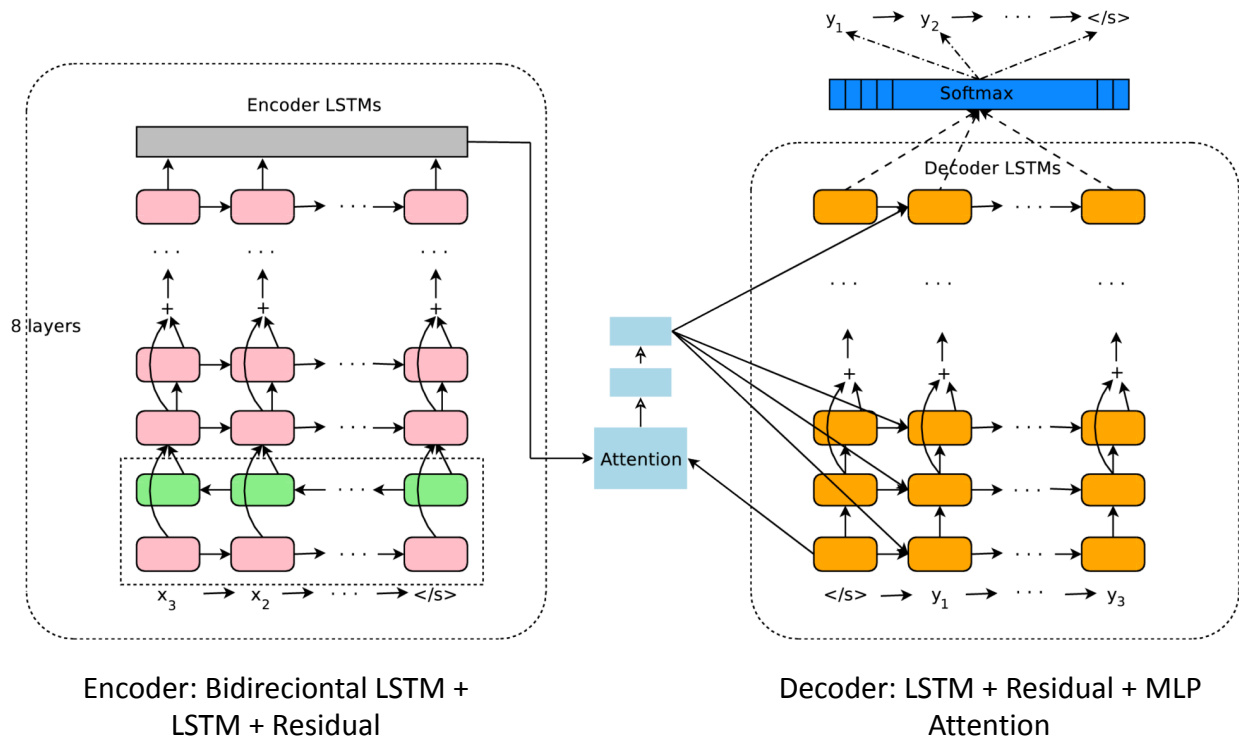 y1 y2 · · · </s>
Softmax
Encoder LSTMs
Decoder LSTMs
· · ·
· · ·
· · · · · · · · ·
· · · · · · · · ·
+ + +
8 layers
· · ·
+ + +
· · ·
· · ·
· · ·
Attention
· · ·
· · ·
· · ·
· · ·
x3 x2 · · · </s>
</s> y1 · · · y3
Encoder: Bidireciontal LSTM +
LSTM + Residual
Decoder: LSTM + Residual + MLP
Attention